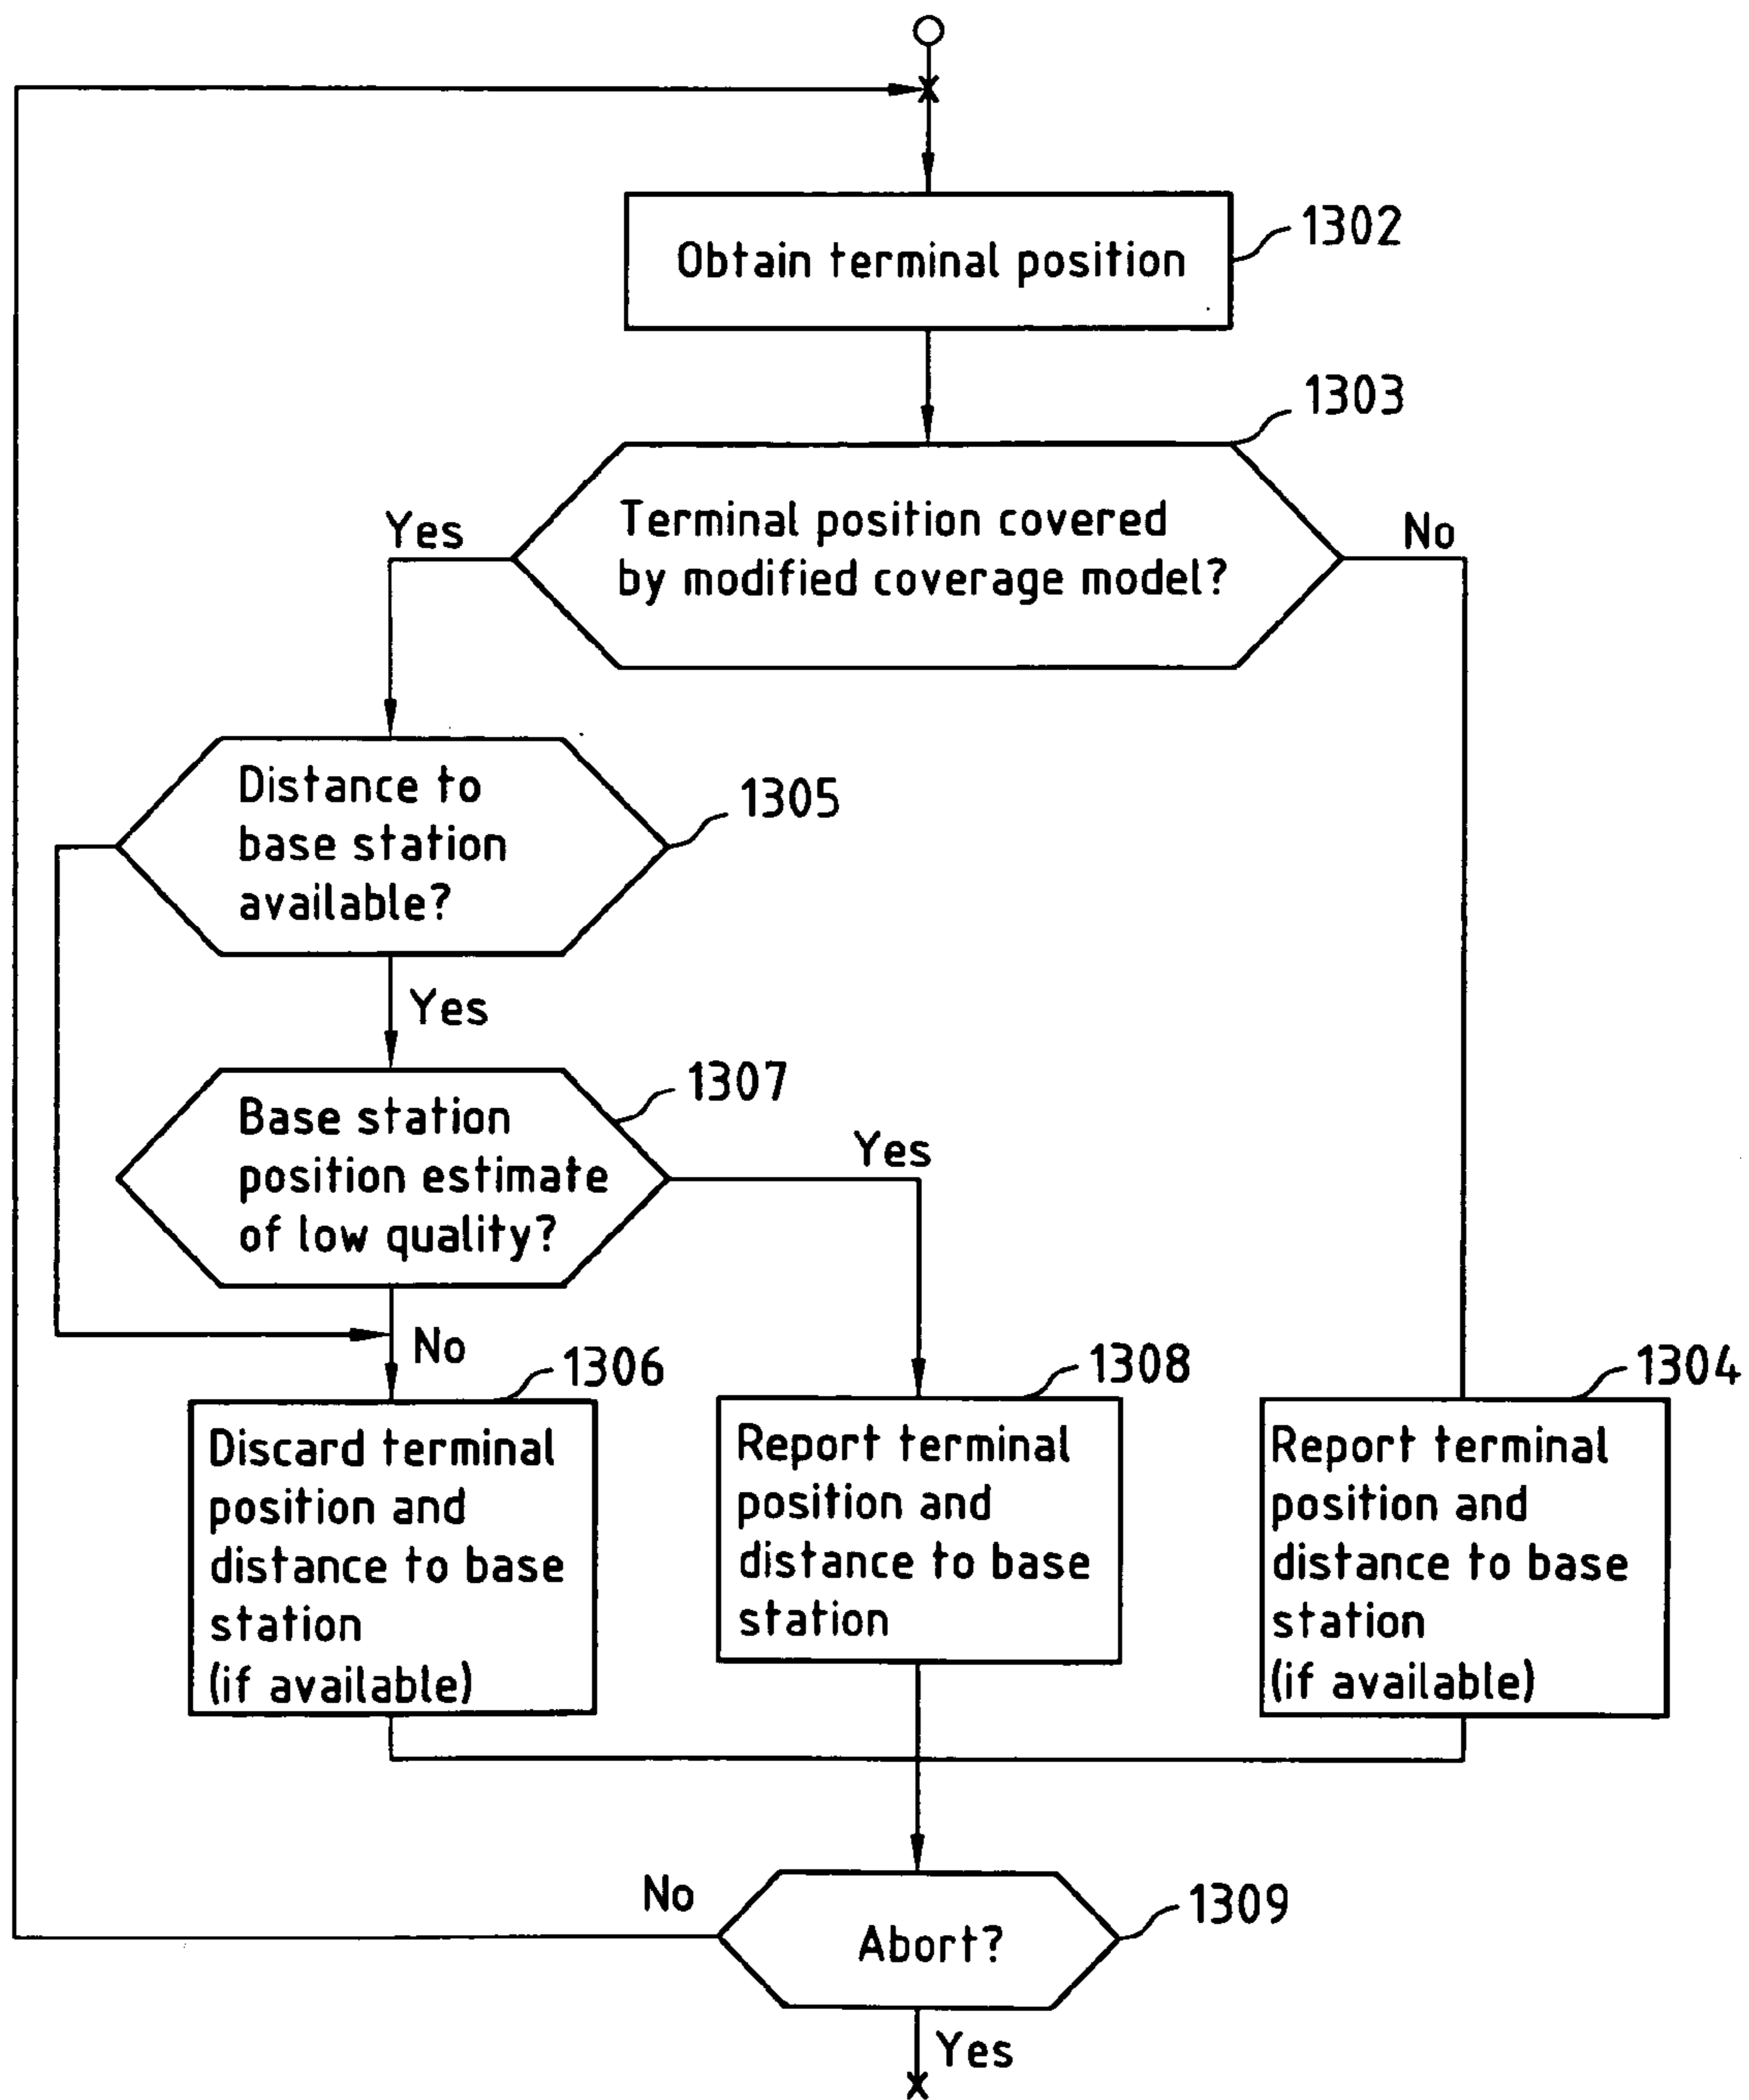 1302
Obtain terminal position
1303
Yes
Terminal position covered
by modified coverage model?
No
Distance to
base station
available?
1305
Yes
1307
Base station
position estimate
of low quality?
Yes
No
1306
Discard terminal
position and
distance to base
station
(if available)
1308
Report terminal
position and
distance to base
station
1304
Report terminal
position and
distance to base
station
(if available)
No
1309
Abort?
Yes